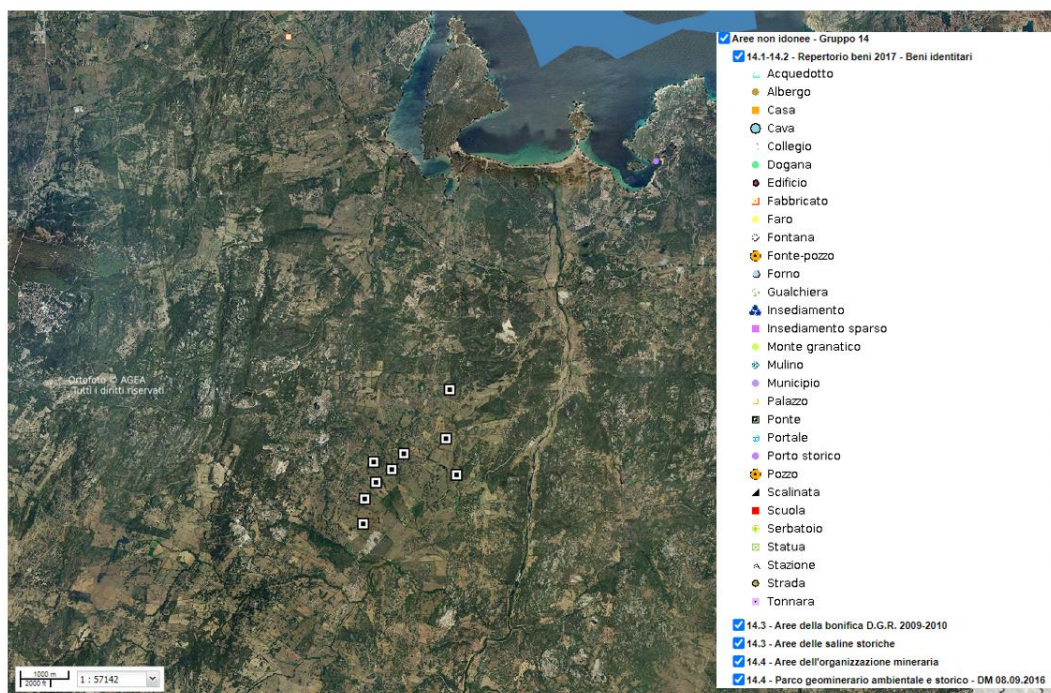 Aree non idonee - Gruppo 14
14.1-14.2 - Repertorio beni 2017 - Beni identitari
Acquedotto
Albergo
Casa
Cava
Collegio
Dogana
Edificio
Fabbricato
Faro
Fontana
Fonte-pozzo
Forno
Gualchiera
Insediamento
Insediamento sparso
Monte granatico
Mulino
Municipio
Palazzo
Ponte
Portale
Porto storico
Pozzo
Scalinata
Scuola
Serbatoio
Statua
Stazione
Strada
Tonnara
14.3 - Aree della bonifica D.G.R. 2009-2010
14.3 - Aree delle saline storiche
14.4 - Aree dell'organizzazione mineraria
14.4 - Parco geominerario ambientale e storico - DM 08.09.2016
Ortofoto © AGEA
Tutti i diritti riservati
1000 m
2000 ft
1 : 57142